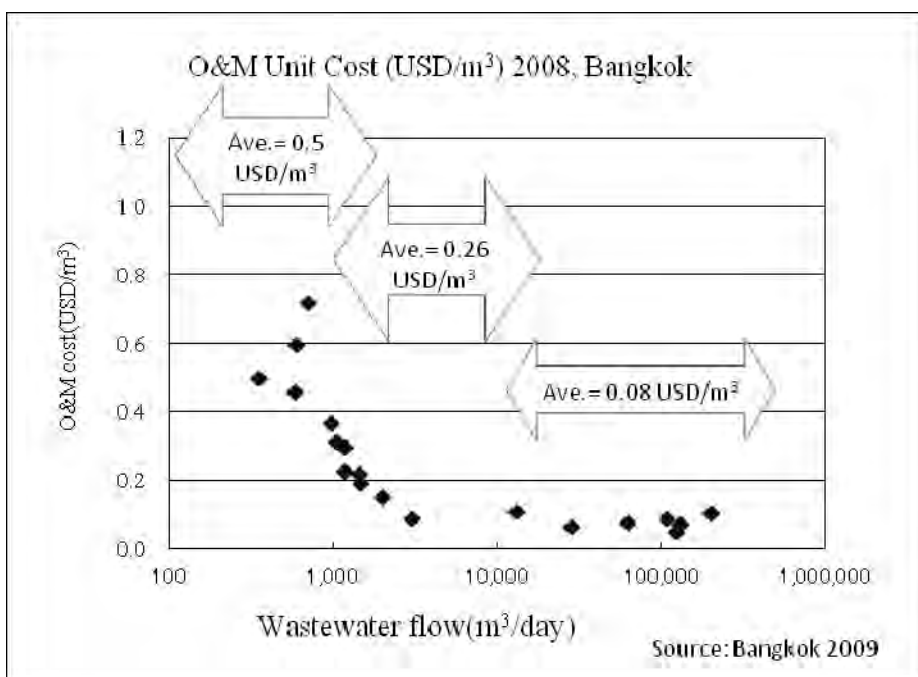 O&M Unit Cost (USD/m³) 2008, Bangkok
1.2
1.0
0.8
0.6
0.4
0.2
0.0
O&M cost(USD/m³)
Ave.= 0.5
USD/m³
Ave.= 0.26
USD/m³
Ave.= 0.08 USD/m³
100
1,000
10,000
100,000
1,000,000
Wastewater flow(m³/day)
Source: Bangkok 2009